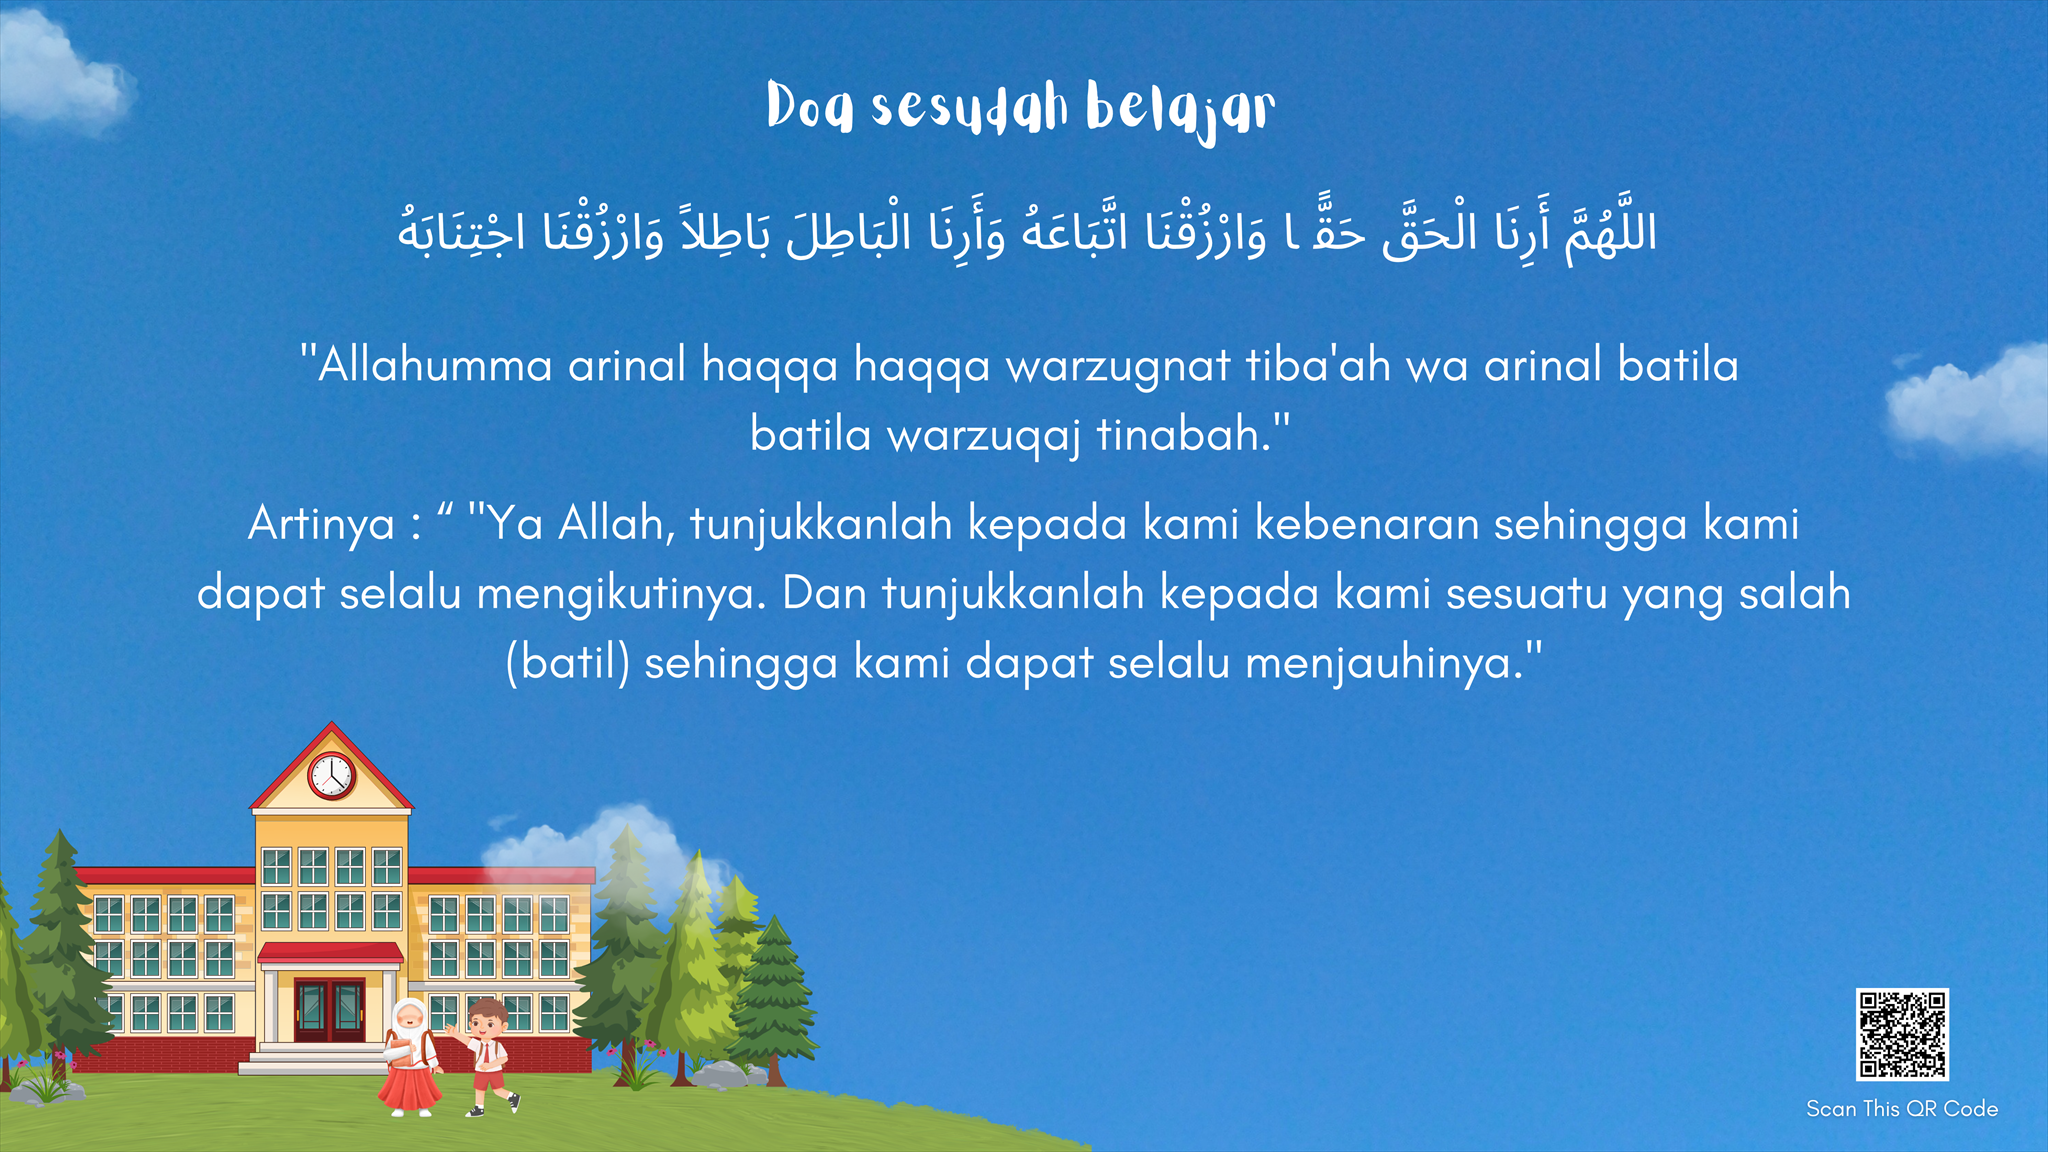 Doa sesudah belajar
اللَّهُمَّ أَرِنَا الْحَقَّ حَقًّ ا وَارْزُقْنَا اتَّبَاعَهُ وَأَرِنَا الْبَاطِلَ بَاطِلاً وَارْزُقْنَا اجْتِنَابَهُ
"Allahumma arinal haqqa haqqa warzugnat tiba'ah wa arinal batila
batila warzuqaj tinabah."
Artinya : “ "Ya Allah, tunjukkanlah kepada kami kebenaran sehingga kami
dapat selalu mengikutinya. Dan tunjukkanlah kepada kami sesuatu yang salah
(batil) sehingga kami dapat selalu menjauhinya."
Scan This QR Code